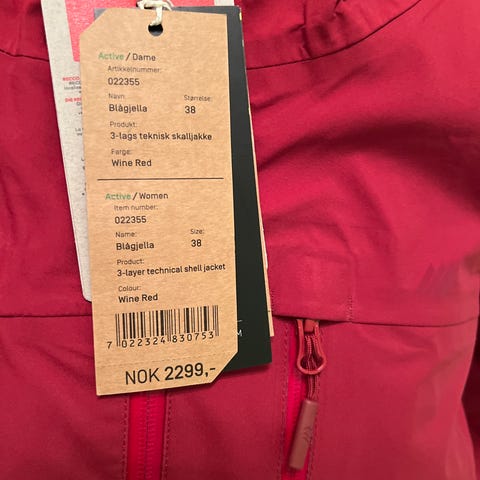 Active / Dame
Artikkelnummer:
022355
Navn: Størrelse:
Blågjella 38
Produkt:
3-lags teknisk skalljakke
Farge:
Wine Red
Active / Women
Item number:
022355
Name: Size:
Blågjella 38
Product:
3-layer technical shell jacket
Colour:
Wine Red
7 022324 830753
NOK 2299,-
RECCO